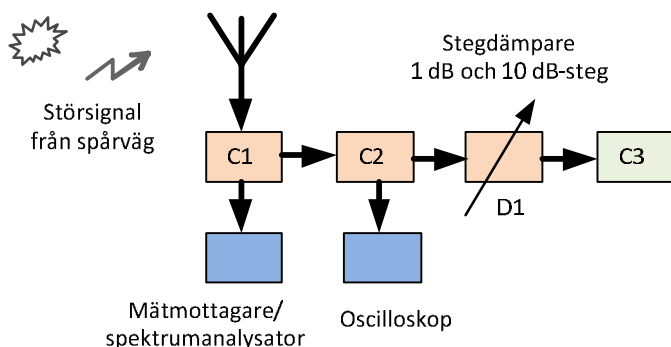 Stegdämpare
1 dB och 10 dB-steg
Störsignal
från spårväg
C1
C2
C3
D1
Mätmottagare/
spektrumanalysator
Oscilloskop